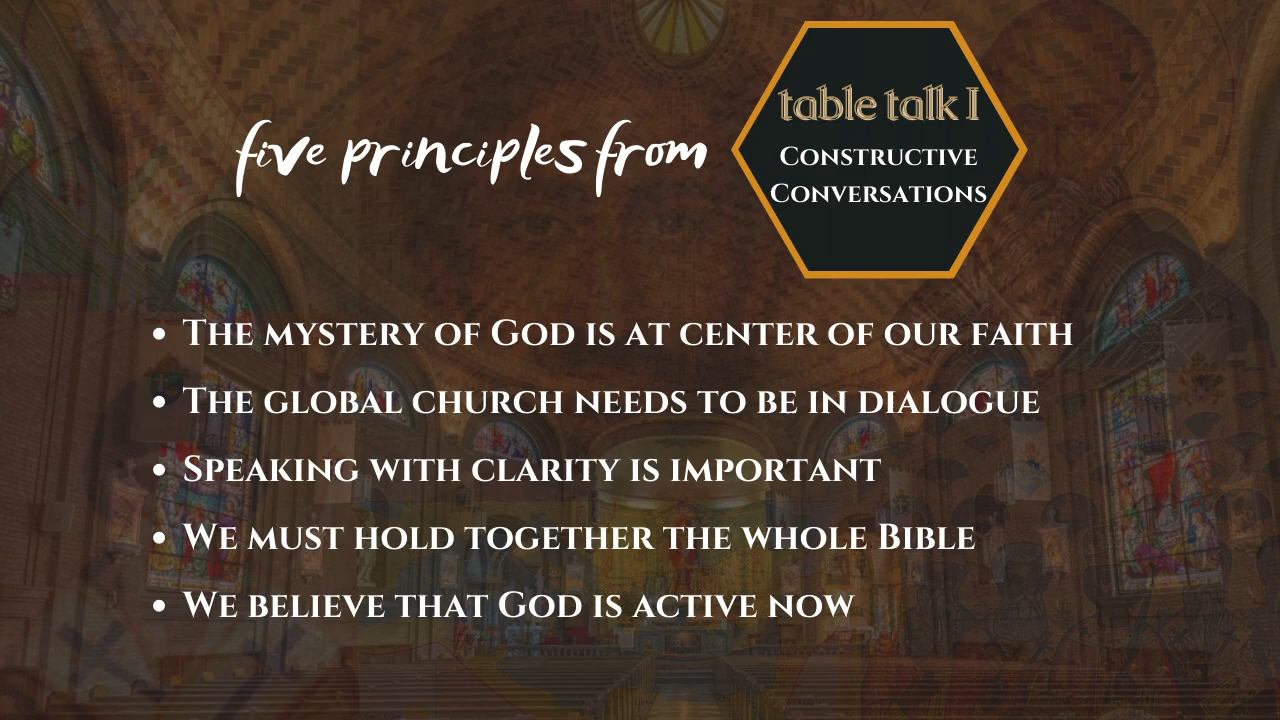 five principles from
table talk I
Constructive
Conversations
The mystery of God is at center of our faith
The global church needs to be in dialogue
Speaking with clarity is important
We must hold together the whole Bible
We believe that God is active now